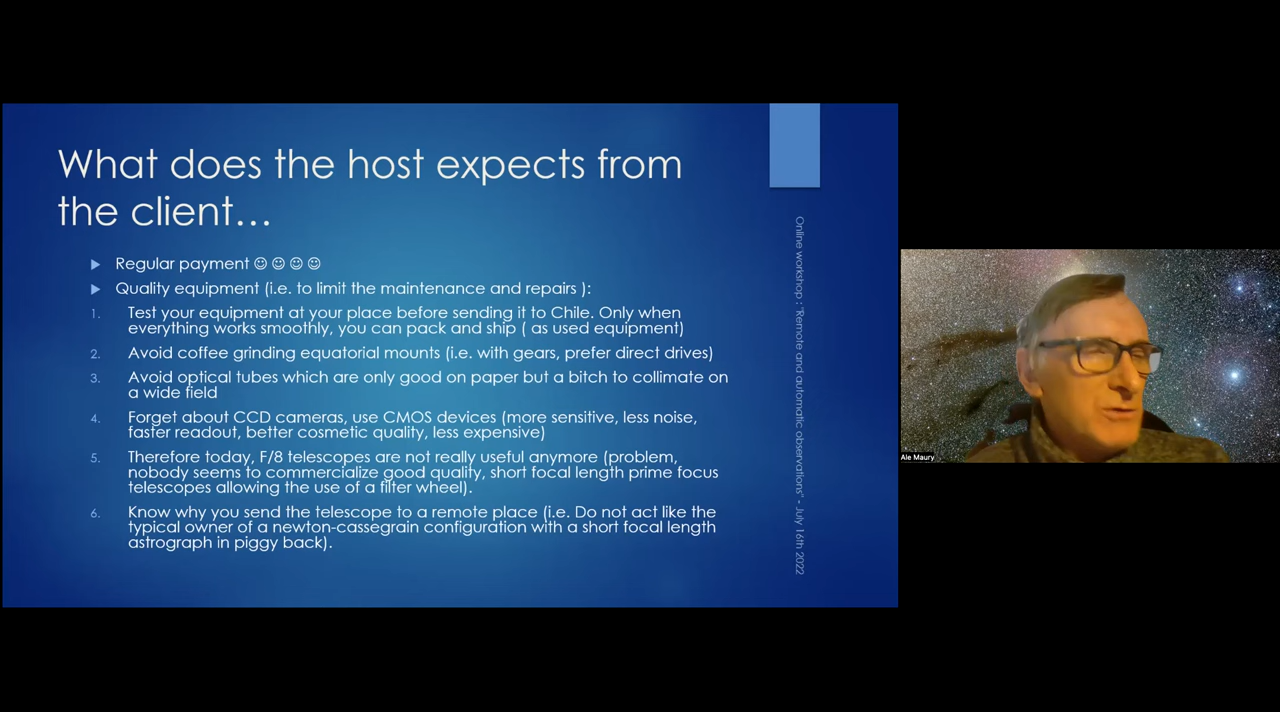 What does the host expects from
the client…
Regular payment ☺ ☺ ☺ ☺
Quality equipment (i.e. to limit the maintenance and repairs ):
1. Test your equipment at your place before sending it to Chile. Only when
everything works smoothly, you can pack and ship ( as used equipment)
2. Avoid coffee grinding equatorial mounts (i.e. with gears, prefer direct drives)
3. Avoid optical tubes which are only good on paper but a bitch to collimate on
a wide field
4. Forget about CCD cameras, use CMOS devices (more sensitive, less noise,
faster readout, better cosmetic quality, less expensive)
5. Therefore today, F/8 telescopes are not really useful anymore (problem,
nobody seems to commercialize good quality, short focal length prime focus
telescopes allowing the use of a filter wheel).
6. Know why you send the telescope to a remote place (i.e. Do not act like the
typical owner of a newton-cassegrain configuration with a short focal length
astrograph in piggy back).
Online workshop : "Remote and automatic observations" - July 16th 2022
Ale Maury